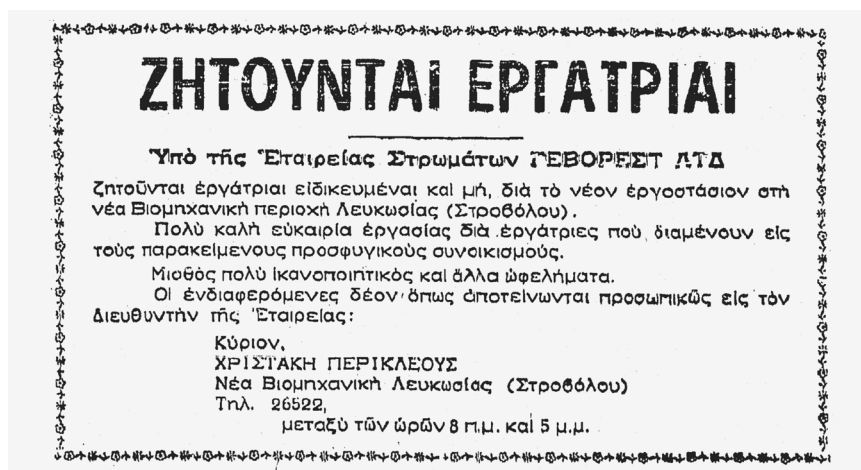 ΖΗΤΟΥΝΤΑΙ ΕΡΓΑΤΡΙΑΙ
Ὑπὸ τῆς Ἑταιρείας Στρωμάτων ΓΕΒΟΡΕΣΤ ΛΤΔ
ζητοῦνται ἐργάτριαι εἰδικευμέναι καὶ μή, διὰ τὸ νέον ἐργοστάσιον στὴ
νέα Βιομηχανικὴ περιοχὴ Λευκωσίας (Στροβόλου).
Πολὺ καλὴ εὐκαιρία ἐργασίας διὰ ἐργάτριες ποὺ διαμένουν εἰς
τοὺς παρακείμενους προσφυγικοὺς συνοικισμούς.
Μισθὸς πολὺ ἱκανοποιητικὸς καὶ ἄλλα ὠφελήματα.
Οἱ ἐνδιαφερόμενες δέον ὅπως ἀποτείνωνται προσωπικῶς εἰς τὸν
Διευθυντὴν τῆς Ἑταιρείας:
Κύριον,
ΧΡΙΣΤΑΚΗ ΠΕΡΙΚΛΕΟΥΣ
Νέα Βιομηχανικὴ Λευκωσίας (Στροβόλου)
Τηλ. 26522,
μεταξὺ τῶν ὡρῶν 8 π.μ. καὶ 5 μ.μ.